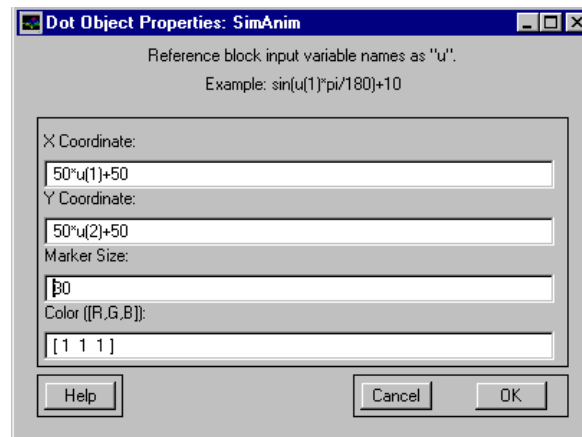 Dot Object Properties: SimAnim
Reference block input variable names as "u".
Example: sin(u(1)*pi/180)+10
X Coordinate:
50*u(1)+50
Y Coordinate:
50*u(2)+50
Marker Size:
30
Color ([R,G,B]):
[1 1 1]
Help Cancel OK